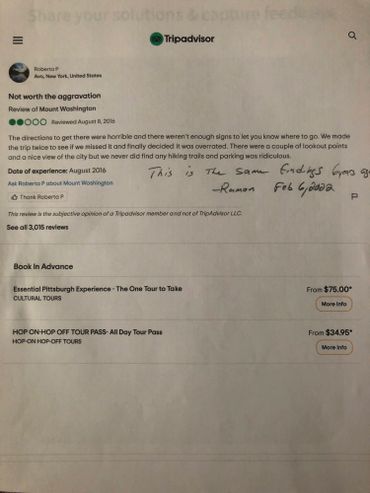 Share your solutions & capture feedback
Tripadvisor
Roberta P
Avo, New York, United States
Not worth the aggravation
Review of Mount Washington
Reviewed August 8, 2016
The directions to get there were horrible and there weren't enough signs to let you know where to go. We made
the trip twice to see if we missed it and finally decided it was overrated. There were a couple of lookout points
and a nice view of the city but we never did find any hiking trails and parking was ridiculous.
Date of experience: August 2016
This is The same findings 6yrs ago
Ask Roberta P about Mount Washington
—Ramon Feb 6, 2022
Thank Roberta P
This review is the subjective opinion of a Tripadvisor member and not of TripAdvisor LLC.
See all 3,015 reviews
Book In Advance
Essential Pittsburgh Experience - The One Tour to Take
From $75.00*
CULTURAL TOURS
More Info
HOP ON-HOP OFF TOUR PASS- All Day Tour Pass
From $34.95*
HOP-ON HOP-OFF TOURS
More Info